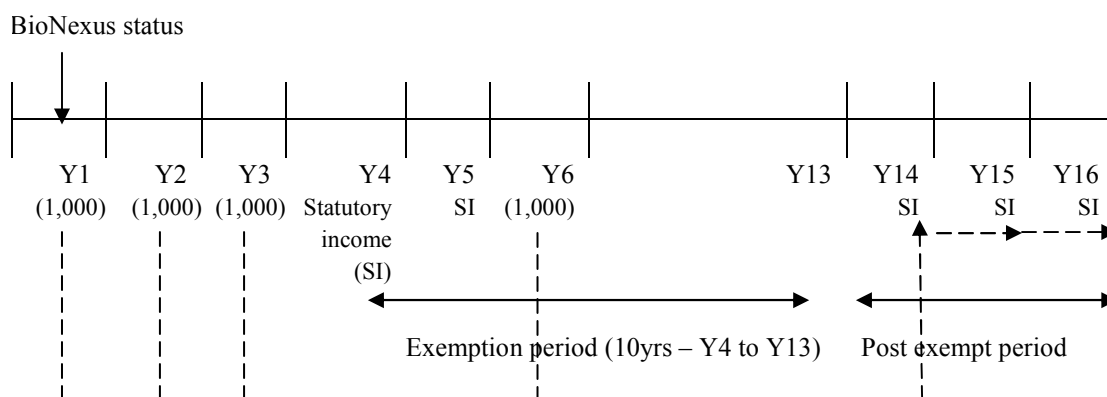 BioNexus status
Y1 Y2 Y3 Y4 Y5 Y6 Y13 Y14 Y15 Y16
(1,000) (1,000) (1,000) Statutory SI (1,000) SI SI SI
income
(SI)
Exemption period (10yrs – Y4 to Y13) Post exempt period